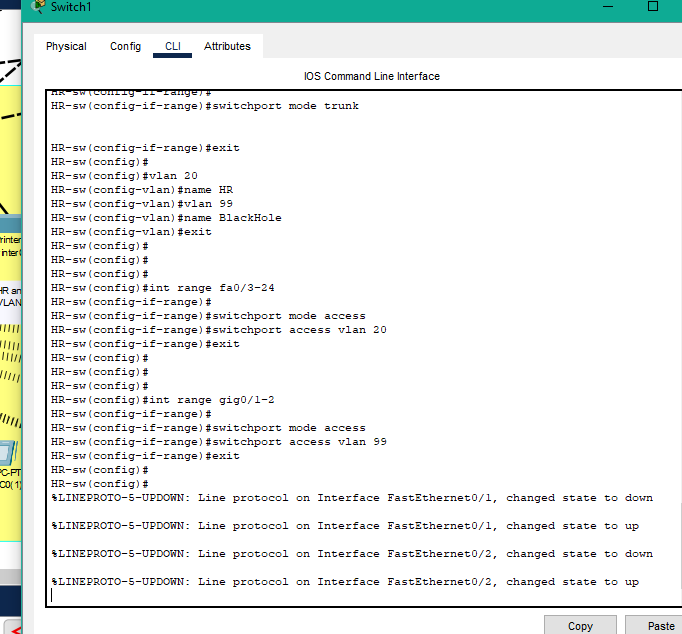 Switch1
Physical Config CLI Attributes
IOS Command Line Interface
HR-sw(config-if-range)#
HR-sw(config-if-range)#switchport mode trunk
HR-sw(config-if-range)#exit
HR-sw(config)#
HR-sw(config)#vlan 20
HR-sw(config-vlan)#name HR
HR-sw(config-vlan)#vlan 99
HR-sw(config-vlan)#name BlackHole
HR-sw(config-vlan)#exit
HR-sw(config)#
HR-sw(config)#
HR-sw(config)#
HR-sw(config)#int range fa0/3-24
HR-sw(config-if-range)#
HR-sw(config-if-range)#switchport mode access
HR-sw(config-if-range)#switchport access vlan 20
HR-sw(config-if-range)#exit
HR-sw(config)#
HR-sw(config)#
HR-sw(config)#
HR-sw(config)#int range gig0/1-2
HR-sw(config-if-range)#
HR-sw(config-if-range)#switchport mode access
HR-sw(config-if-range)#switchport access vlan 99
HR-sw(config-if-range)#exit
HR-sw(config)#
HR-sw(config)#
%LINEPROTO-5-UPDOWN: Line protocol on Interface FastEthernet0/1, changed state to down
%LINEPROTO-5-UPDOWN: Line protocol on Interface FastEthernet0/1, changed state to up
%LINEPROTO-5-UPDOWN: Line protocol on Interface FastEthernet0/2, changed state to down
%LINEPROTO-5-UPDOWN: Line protocol on Interface FastEthernet0/2, changed state to up
Copy Paste
rinter
inter
HR an
VLAN
C-PT
C0(1)